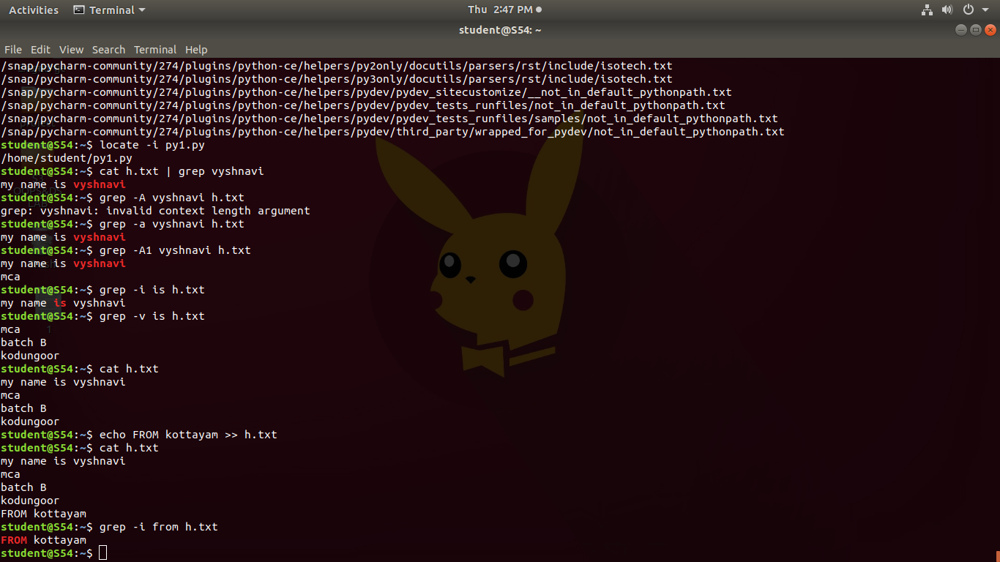 Activities Terminal Thu 2:47 PM
student@S54: ~
File Edit View Search Terminal Help
/snap/pycharm-community/274/plugins/python-ce/helpers/py2only/docutils/parsers/rst/include/isotech.txt
/snap/pycharm-community/274/plugins/python-ce/helpers/py3only/docutils/parsers/rst/include/isotech.txt
/snap/pycharm-community/274/plugins/python-ce/helpers/pydev/pydev_sitecustomize/__not_in_default_pythonpath.txt
/snap/pycharm-community/274/plugins/python-ce/helpers/pydev/pydev_tests_runfiles/not_in_default_pythonpath.txt
/snap/pycharm-community/274/plugins/python-ce/helpers/pydev/pydev_tests_runfiles/samples/not_in_default_pythonpath.txt
/snap/pycharm-community/274/plugins/python-ce/helpers/pydev/third_party/wrapped_for_pydev/not_in_default_pythonpath.txt
student@S54:~$ locate -i py1.py
/home/student/py1.py
student@S54:~$ cat h.txt | grep vyshnavi
my name is vyshnavi
student@S54:~$ grep -A vyshnavi h.txt
grep: vyshnavi: invalid context length argument
student@S54:~$ grep -a vyshnavi h.txt
my name is vyshnavi
student@S54:~$ grep -A1 vyshnavi h.txt
my name is vyshnavi
mca
student@S54:~$ grep -i is h.txt
my name is vyshnavi
student@S54:~$ grep -v is h.txt
mca
batch B
kodungoor
student@S54:~$ cat h.txt
my name is vyshnavi
mca
batch B
kodungoor
student@S54:~$ echo FROM kottayam >> h.txt
student@S54:~$ cat h.txt
my name is vyshnavi
mca
batch B
kodungoor
FROM kottayam
student@S54:~$ grep -i from h.txt
FROM kottayam
student@S54:~$